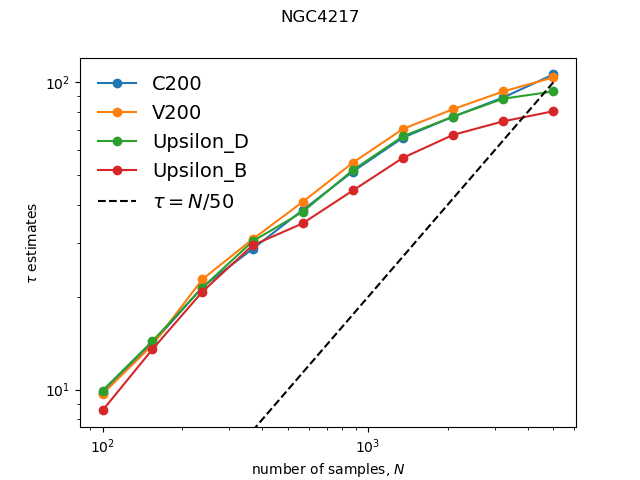 NGC4217
C200
V200
Upsilon_D
Upsilon_B
τ = N/50
10²
10¹
τ estimates
10² 10³
number of samples, N